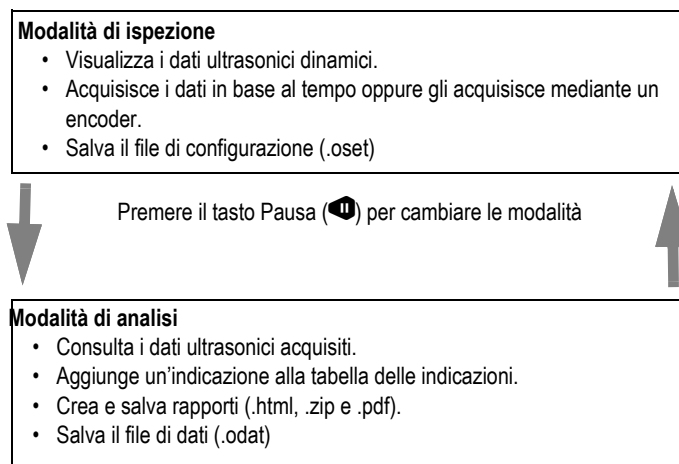 Modalità di ispezione
• Visualizza i dati ultrasonici dinamici.
• Acquisisce i dati in base al tempo oppure gli acquisisce mediante un
encoder.
• Salva il file di configurazione (.oset)
Premere il tasto Pausa () per cambiare le modalità
Modalità di analisi
• Consulta i dati ultrasonici acquisiti.
• Aggiunge un'indicazione alla tabella delle indicazioni.
• Crea e salva rapporti (.html, .zip e .pdf).
• Salva il file di dati (.odat)